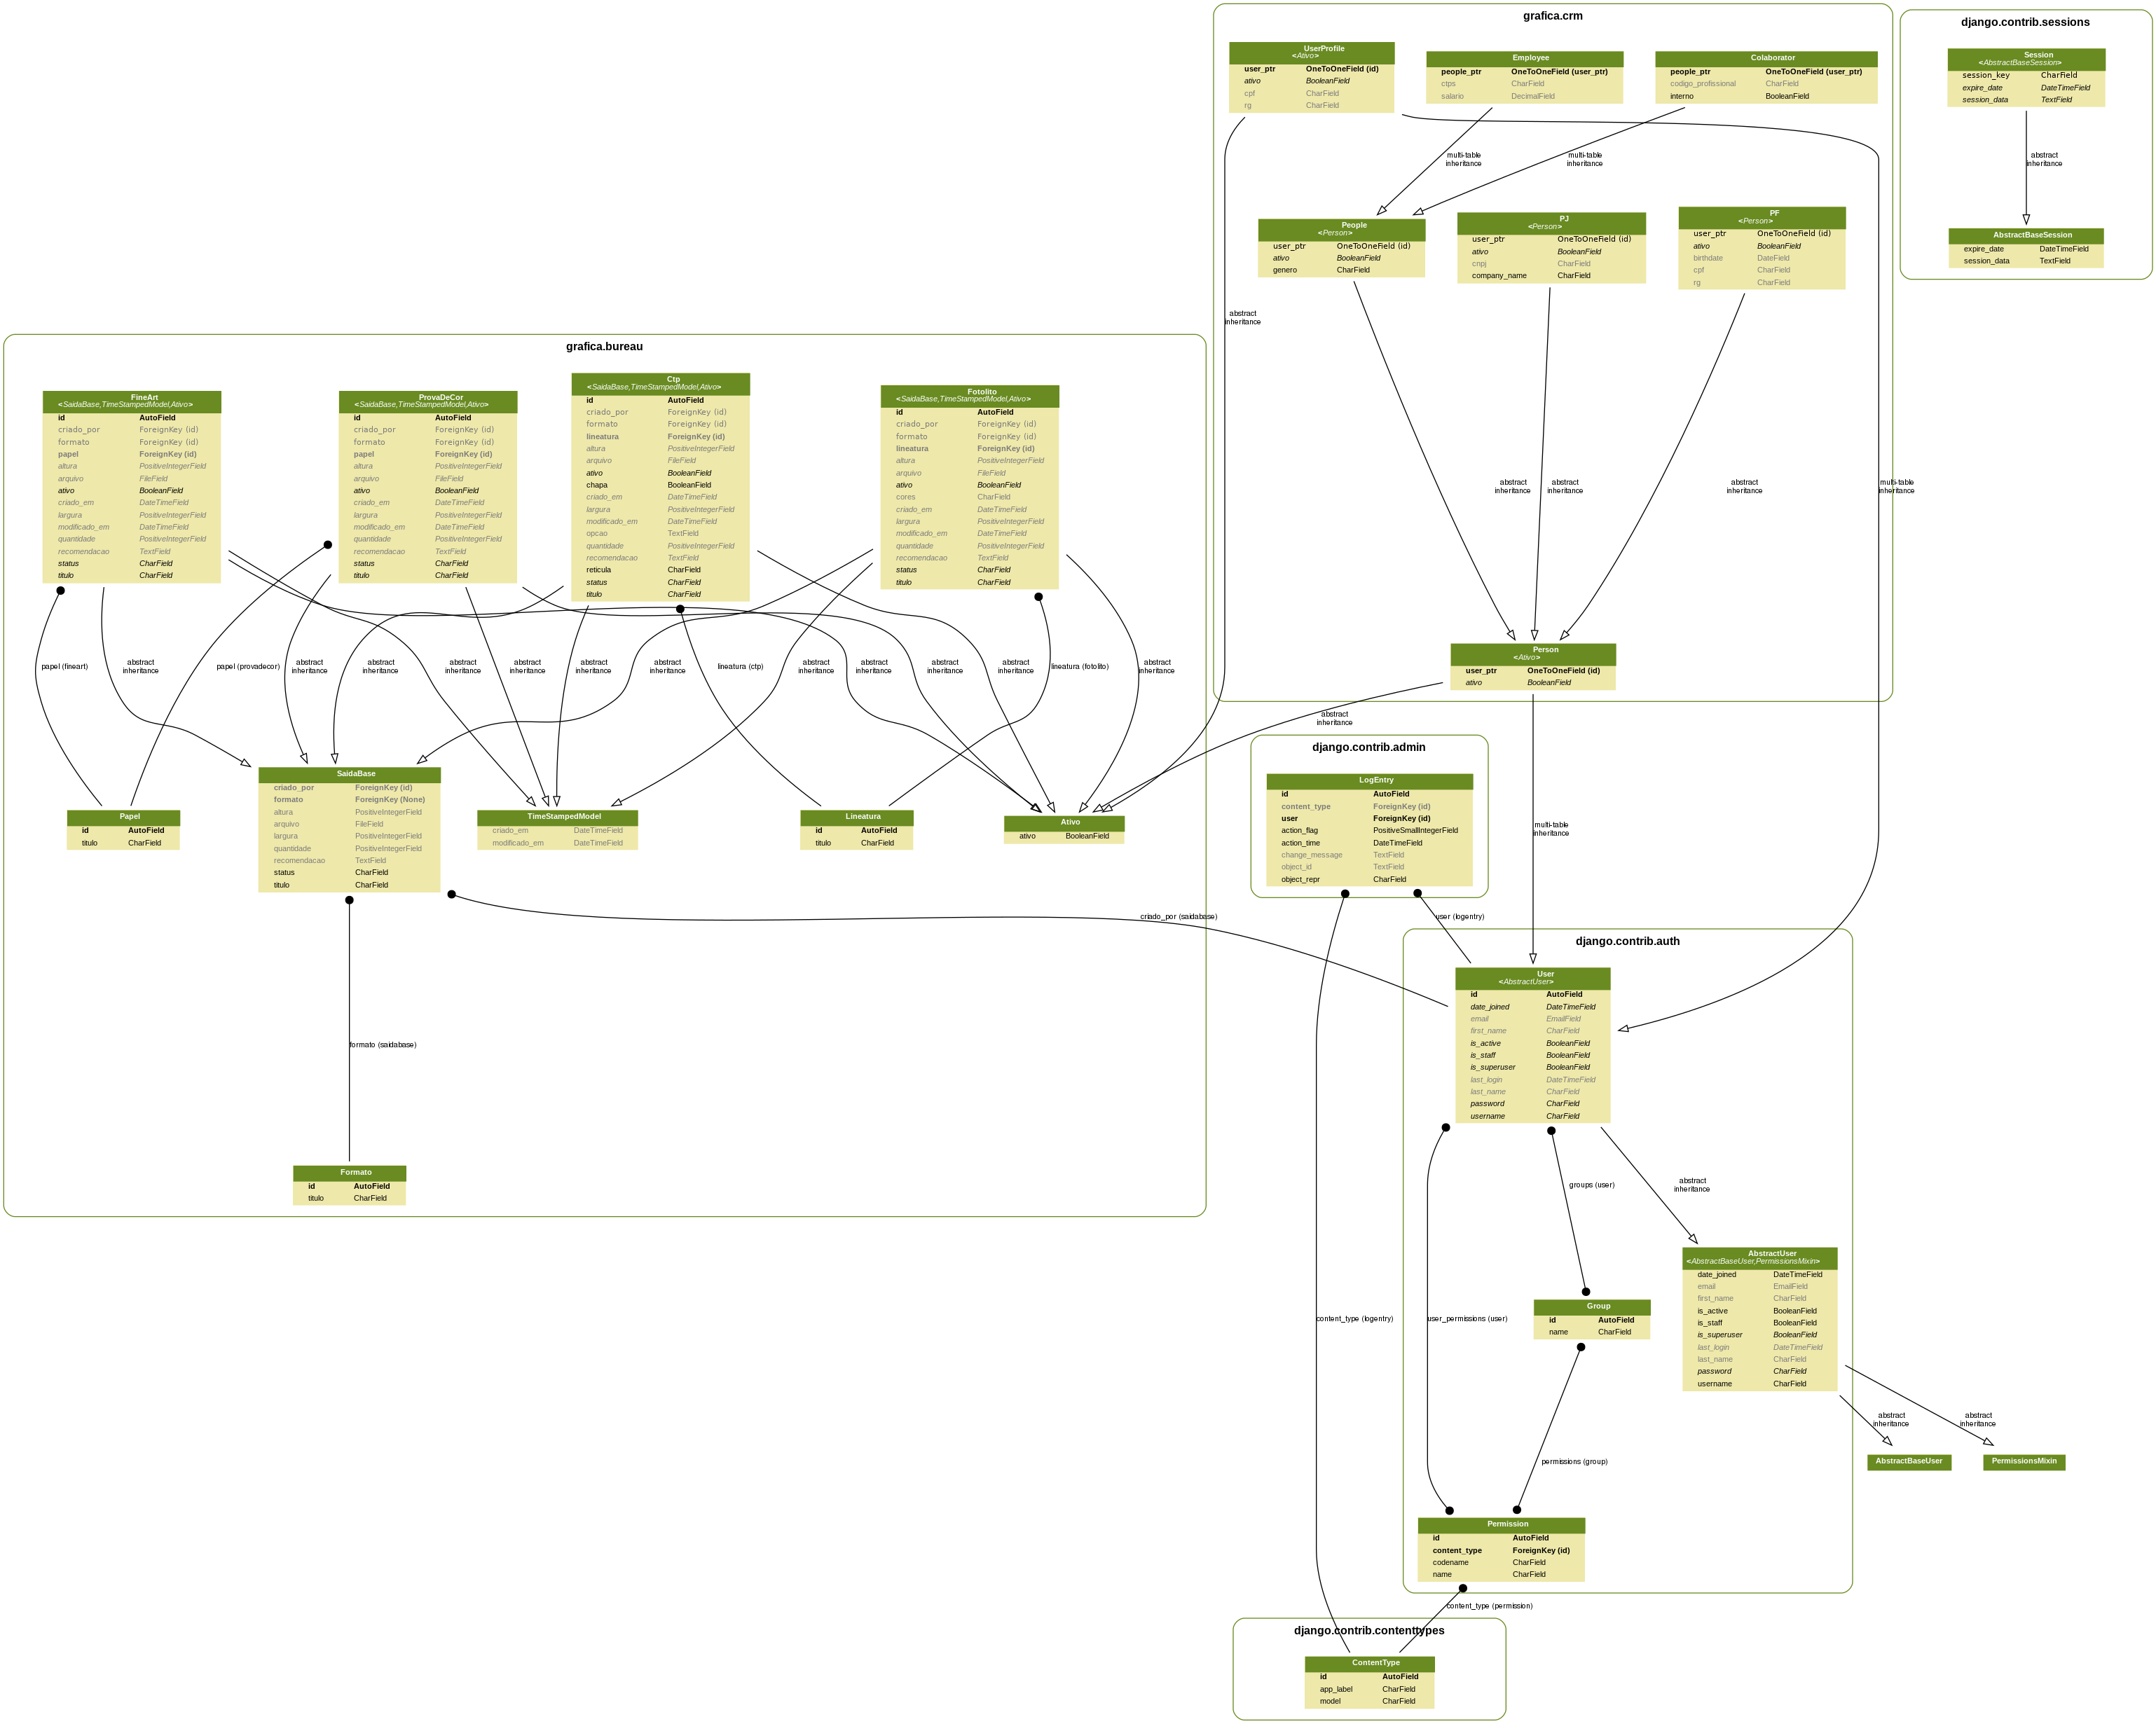 grafica.crm
UserProfile
<Ativo>
user_ptr OneToOneField (id)
ativo BooleanField
cpf CharField
rg CharField
Employee
people_ptr OneToOneField (user_ptr)
ctps CharField
salario DecimalField
Colaborator
people_ptr OneToOneField (user_ptr)
codigo_profissional CharField
interno BooleanField
multi-table
inheritance
multi-table
inheritance
People
<Person>
user_ptr OneToOneField (id)
ativo BooleanField
genero CharField
PJ
<Person>
user_ptr OneToOneField (id)
ativo BooleanField
cnpj CharField
company_name CharField
PF
<Person>
user_ptr OneToOneField (id)
ativo BooleanField
birthdate DateField
cpf CharField
rg CharField
abstract
inheritance
abstract
inheritance
abstract
inheritance
abstract
inheritance
multi-table
inheritance
Person
<Ativo>
user_ptr OneToOneField (id)
ativo BooleanField
abstract
inheritance
multi-table
inheritance
django.contrib.sessions
Session
<AbstractBaseSession>
session_key CharField
expire_date DateTimeField
session_data TextField
abstract
inheritance
AbstractBaseSession
expire_date DateTimeField
session_data TextField
grafica.bureau
FineArt
<SaidaBase,TimeStampedModel,Ativo>
id AutoField
criado_por ForeignKey (id)
formato ForeignKey (id)
papel ForeignKey (id)
altura PositiveIntegerField
arquivo FileField
ativo BooleanField
criado_em DateTimeField
largura PositiveIntegerField
modificado_em DateTimeField
quantidade PositiveIntegerField
recomendacao TextField
status CharField
titulo CharField
ProvaDeCor
<SaidaBase,TimeStampedModel,Ativo>
id AutoField
criado_por ForeignKey (id)
formato ForeignKey (id)
papel ForeignKey (id)
altura PositiveIntegerField
arquivo FileField
ativo BooleanField
criado_em DateTimeField
largura PositiveIntegerField
modificado_em DateTimeField
quantidade PositiveIntegerField
recomendacao TextField
status CharField
titulo CharField
Ctp
<SaidaBase,TimeStampedModel,Ativo>
id AutoField
criado_por ForeignKey (id)
formato ForeignKey (id)
lineatura ForeignKey (id)
altura PositiveIntegerField
arquivo FileField
ativo BooleanField
chapa BooleanField
criado_em DateTimeField
largura PositiveIntegerField
modificado_em DateTimeField
opcao TextField
quantidade PositiveIntegerField
recomendacao TextField
reticula CharField
status CharField
titulo CharField
Fotolito
<SaidaBase,TimeStampedModel,Ativo>
id AutoField
criado_por ForeignKey (id)
formato ForeignKey (id)
lineatura ForeignKey (id)
altura PositiveIntegerField
arquivo FileField
ativo BooleanField
cores CharField
criado_em DateTimeField
largura PositiveIntegerField
modificado_em DateTimeField
quantidade PositiveIntegerField
recomendacao TextField
status CharField
titulo CharField
papel (fineart)
abstract
inheritance
papel (provadecor)
abstract
inheritance
abstract
inheritance
abstract
inheritance
abstract
inheritance
abstract
inheritance
abstract
inheritance
lineatura (ctp)
abstract
inheritance
abstract
inheritance
abstract
inheritance
abstract
inheritance
lineatura (fotolito)
abstract
inheritance
Papel
id AutoField
titulo CharField
SaidaBase
criado_por ForeignKey (id)
formato ForeignKey (None)
altura PositiveIntegerField
arquivo FileField
largura PositiveIntegerField
quantidade PositiveIntegerField
recomendacao TextField
status CharField
titulo CharField
TimeStampedModel
criado_em DateTimeField
modificado_em DateTimeField
Lineatura
id AutoField
titulo CharField
Ativo
ativo BooleanField
criado_por (saidabase)
formato (saidabase)
Formato
id AutoField
titulo CharField
django.contrib.admin
LogEntry
id AutoField
content_type ForeignKey (id)
user ForeignKey (id)
action_flag PositiveSmallIntegerField
action_time DateTimeField
change_message TextField
object_id TextField
object_repr CharField
user (logentry)
content_type (logentry)
django.contrib.auth
User
<AbstractUser>
id AutoField
date_joined DateTimeField
email EmailField
first_name CharField
is_active BooleanField
is_staff BooleanField
is_superuser BooleanField
last_login DateTimeField
last_name CharField
password CharField
username CharField
groups (user)
abstract
inheritance
user_permissions (user)
Group
id AutoField
name CharField
AbstractUser
<AbstractBaseUser,PermissionsMixin>
date_joined DateTimeField
email EmailField
first_name CharField
is_active BooleanField
is_staff BooleanField
is_superuser BooleanField
last_login DateTimeField
last_name CharField
password CharField
username CharField
abstract
inheritance
abstract
inheritance
AbstractBaseUser
PermissionsMixin
permissions (group)
Permission
id AutoField
content_type ForeignKey (id)
codename CharField
name CharField
content_type (permission)
django.contrib.contenttypes
ContentType
id AutoField
app_label CharField
model CharField